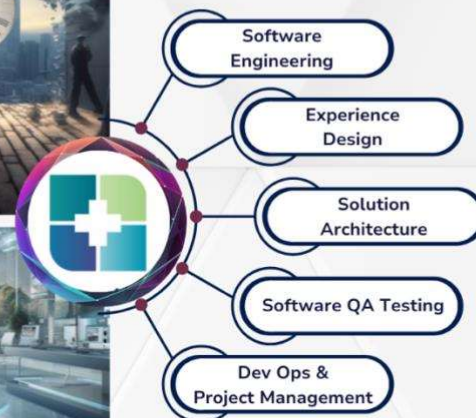 Software
Engineering
Experience
Design
Solution
Architecture
Software QA Testing
Dev Ops &
Project Management